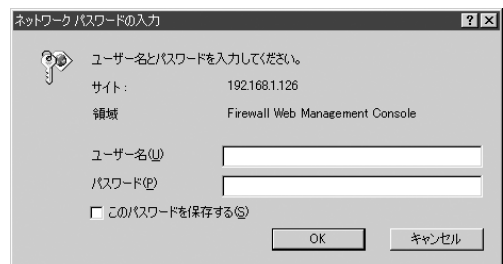 ネットワーク パスワードの入力
ユーザー名とパスワードを入力してください。
サイト: 192.168.1.126
領域 Firewall Web Management Console
ユーザー名(U)
パスワード(P)
このパスワードを保存する(S)
OK キャンセル